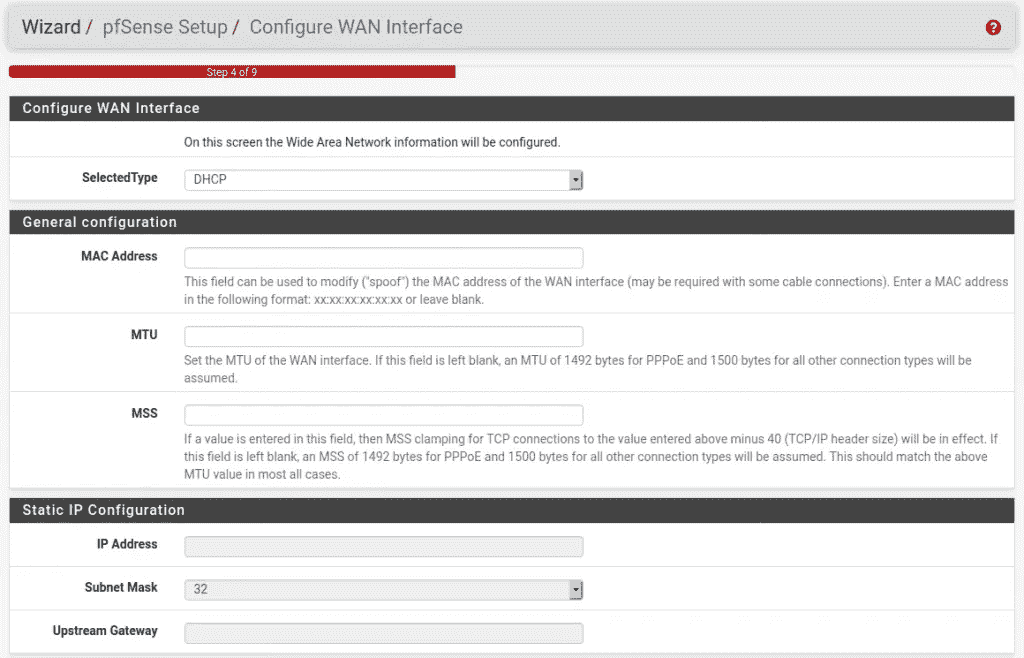 Wizard / pfSense Setup / Configure WAN Interface
Step 4 of 9
Configure WAN Interface
On this screen the Wide Area Network information will be configured.
SelectedType
DHCP
General configuration
MAC Address
This field can be used to modify ("spoof") the MAC address of the WAN interface (may be required with some cable connections). Enter a MAC address
in the following format: xx:xx:xx:xx:xx:xx or leave blank.
MTU
Set the MTU of the WAN interface. If this field is left blank, an MTU of 1492 bytes for PPPoE and 1500 bytes for all other connection types will be
assumed.
MSS
If a value is entered in this field, then MSS clamping for TCP connections to the value entered above minus 40 (TCP/IP header size) will be in effect. If
this field is left blank, an MSS of 1492 bytes for PPPoE and 1500 bytes for all other connection types will be assumed. This should match the above
MTU value in most all cases.
Static IP Configuration
IP Address
Subnet Mask
32
Upstream Gateway